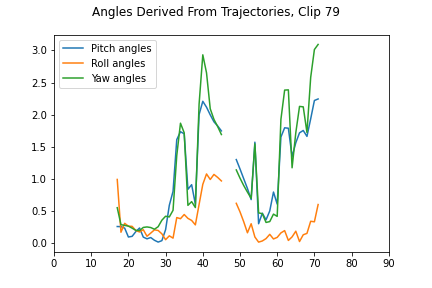 Angles Derived From Trajectories, Clip 79
Pitch angles
Roll angles
Yaw angles
3.0
2.5
2.0
1.5
1.0
0.5
0.0
0 10 20 30 40 50 60 70 80 90